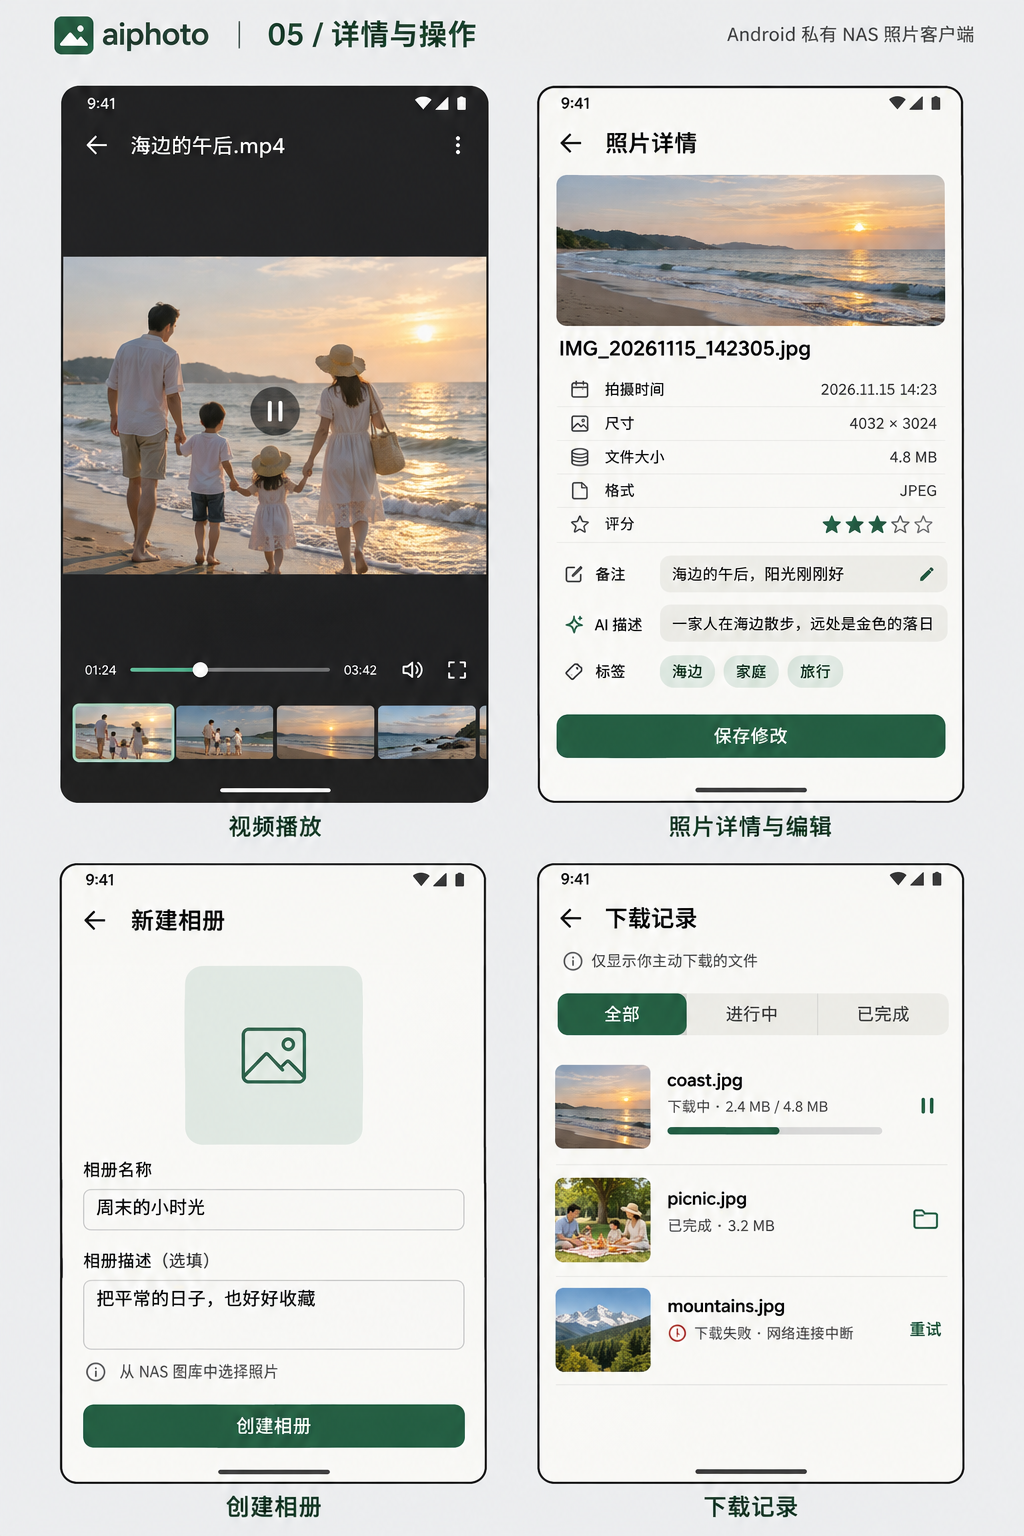 aiphoto | 05 / 详情与操作
Android 私有 NAS 照片客户端
9:41
海边的午后.mp4
01:24
03:42
视频播放
9:41
照片详情
IMG_20261115_142305.jpg
拍摄时间 2026.11.15 14:23
尺寸 4032 × 3024
文件大小 4.8 MB
格式 JPEG
评分
备注 海边的午后，阳光刚刚好
AI 描述 一家人在海边散步，远处是金色的落日
标签 海边 家庭 旅行
保存修改
照片详情与编辑
9:41
新建相册
相册名称
周末的小时光
相册描述（选填）
把平常的日子，也好好收藏
从 NAS 图库中选择照片
创建相册
创建相册
9:41
下载记录
仅显示你主动下载的文件
全部 进行中 已完成
coast.jpg
下载中 · 2.4 MB / 4.8 MB
picnic.jpg
已完成 · 3.2 MB
mountains.jpg
下载失败 · 网络连接中断
重试
下载记录